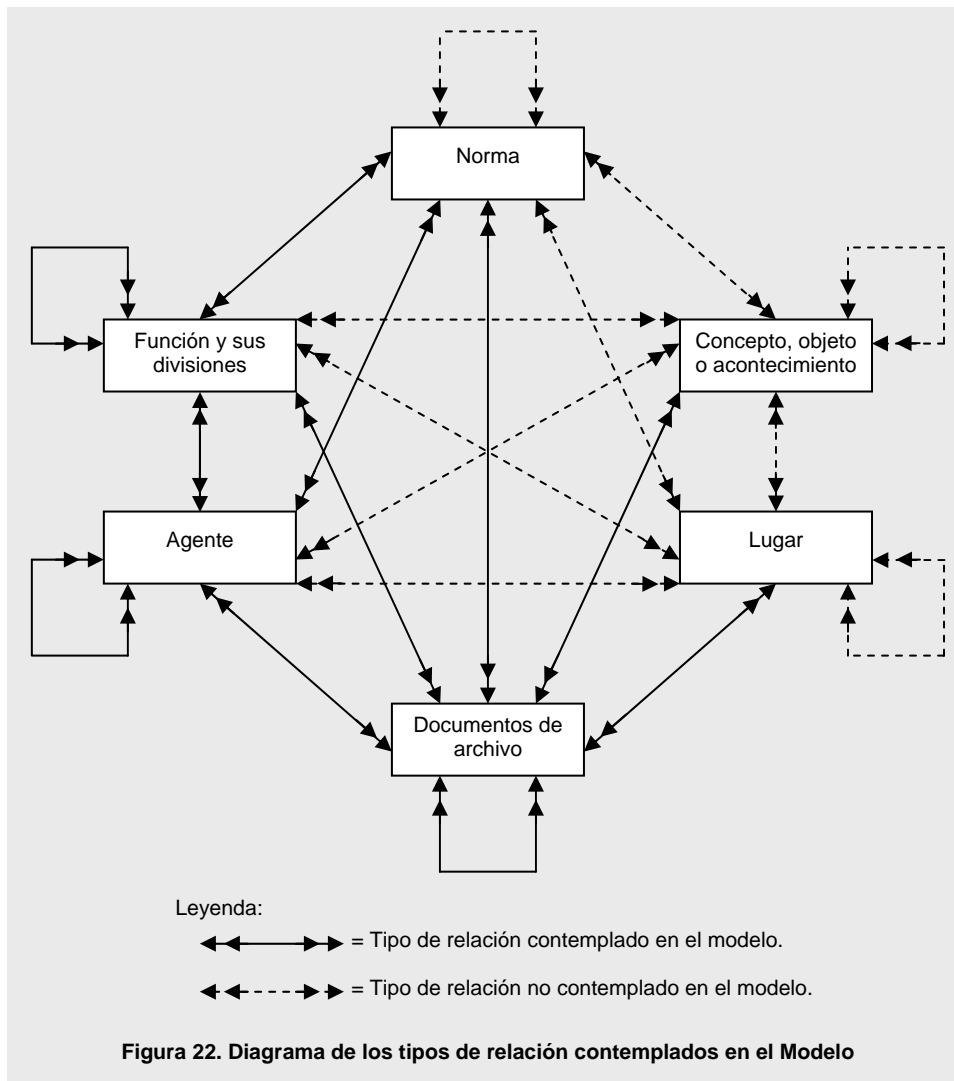 Norma
Función y sus
divisiones
Concepto, objeto
o acontecimiento
Agente
Lugar
Documentos de
archivo
Leyenda:
= Tipo de relación contemplado en el modelo.
= Tipo de relación no contemplado en el modelo.
Figura 22. Diagrama de los tipos de relación contemplados en el Modelo